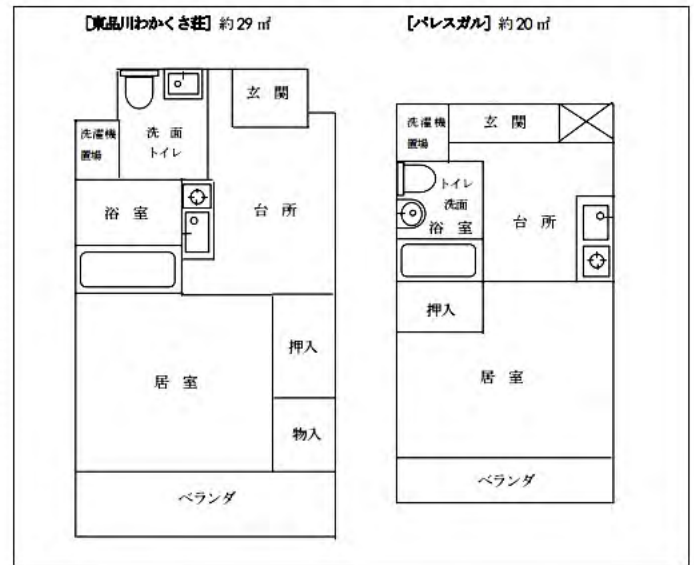 【東品川わかくさ荘】約29㎡
玄 関
洗濯機
置場
洗 面
トイレ
浴 室
台 所
押入
居 室
物入
ベランダ
【パレスガル】約20㎡
洗濯機
置場
玄 関
トイレ
洗面
浴 室
台 所
押入
居 室
ベランダ